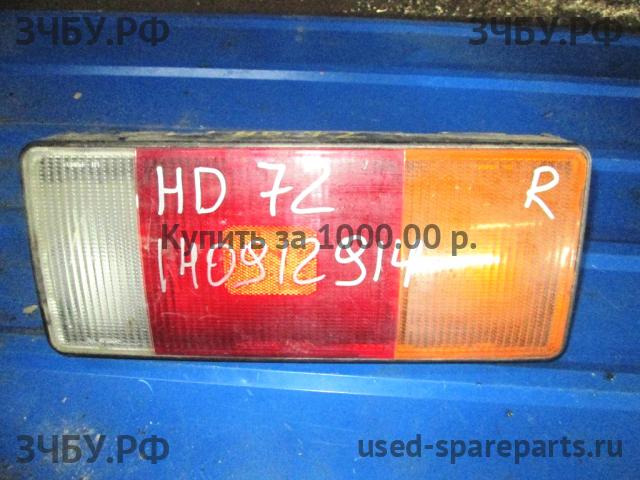 ЗЧБУ.РФ ЗЧБУ.РФ
HD 72 R
Купить за 1000.00 р.
140912914
ЗЧБУ.РФ used-spareparts.ru